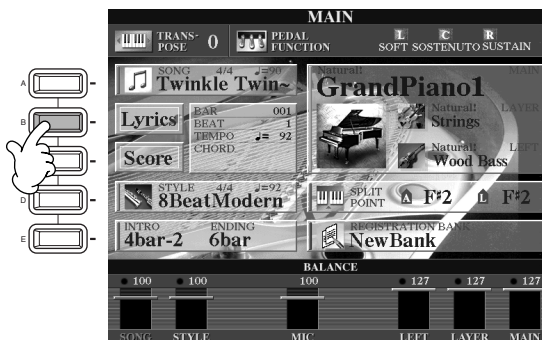 MAIN
TRANS-
POSE 0
PEDAL
FUNCTION
L C R
SOFT SOSTENUTO SUSTAIN
SONG 4/4 ♩=90
Twinkle Twin~
Natural! MAIN
GrandPiano1
A
B
D
E
Lyrics
Score
BAR 001
BEAT 1
TEMPO ♩= 92
CHORD
Natural! LAYER
Strings
Natural! LEFT
Wood Bass
STYLE 4/4 ♩=92
8BeatModern
SPLIT
POINT A F♯2 L F♯2
INTRO ENDING
4bar-2 6bar
REGISTRATION BANK
NewBank
BALANCE
100 100 100 127 127 127
SONG STYLE MIC LEFT LAYER MAIN